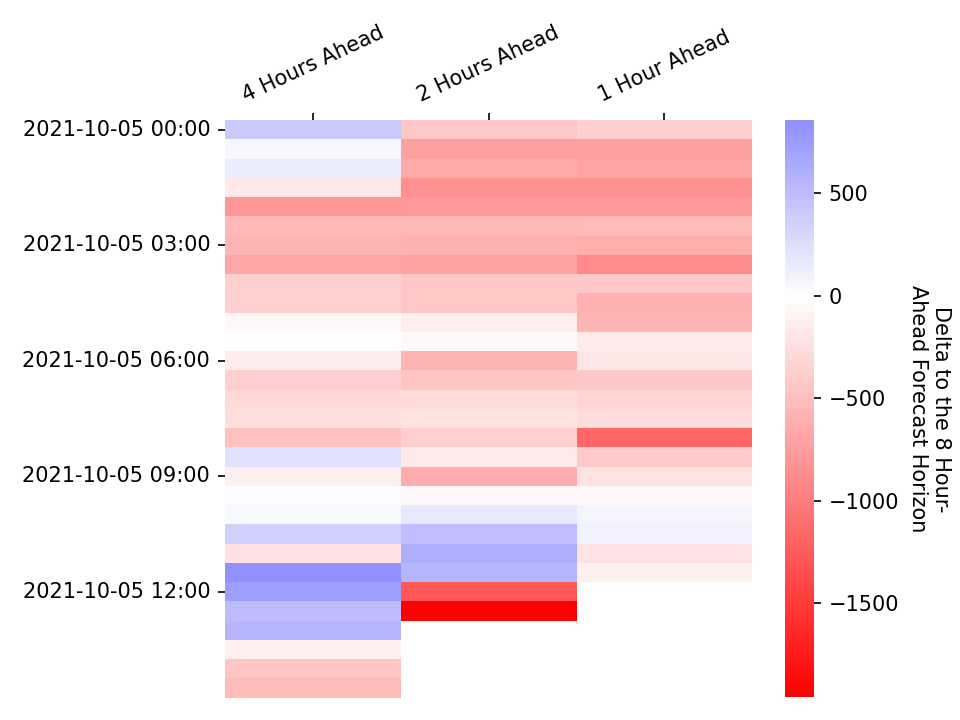 4 Hours Ahead
2 Hours Ahead
1 Hour Ahead
2021-10-05 00:00
2021-10-05 03:00
2021-10-05 06:00
2021-10-05 09:00
2021-10-05 12:00
500
0
−500
−1000
−1500
Delta to the 8 Hour-
Ahead Forecast Horizon